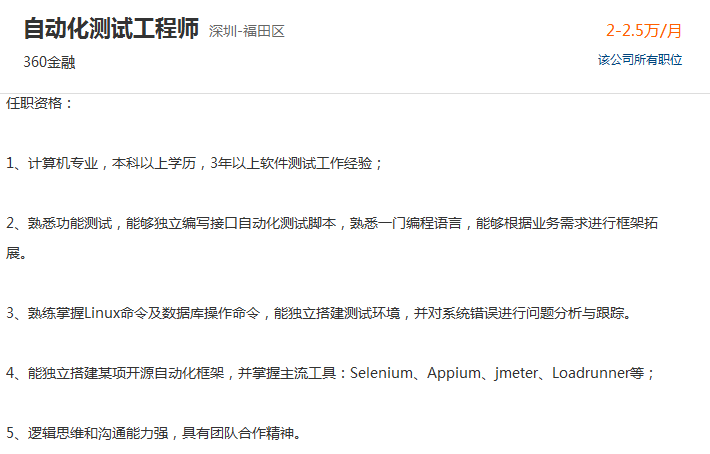 自动化测试工程师 深圳-福田区 2-2.5万/月
360金融 该公司所有职位
任职资格：
1、计算机专业，本科以上学历，3年以上软件测试工作经验；
2、熟悉功能测试，能够独立编写接口自动化测试脚本，熟悉一门编程语言，能够根据业务需求进行框架拓
展。
3、熟练掌握Linux命令及数据库操作命令，能独立搭建测试环境，并对系统错误进行问题分析与跟踪。
4、能独立搭建某项开源自动化框架，并掌握主流工具：Selenium、Appium、jmeter、Loadrunner等；
5、逻辑思维和沟通能力强，具有团队合作精神。